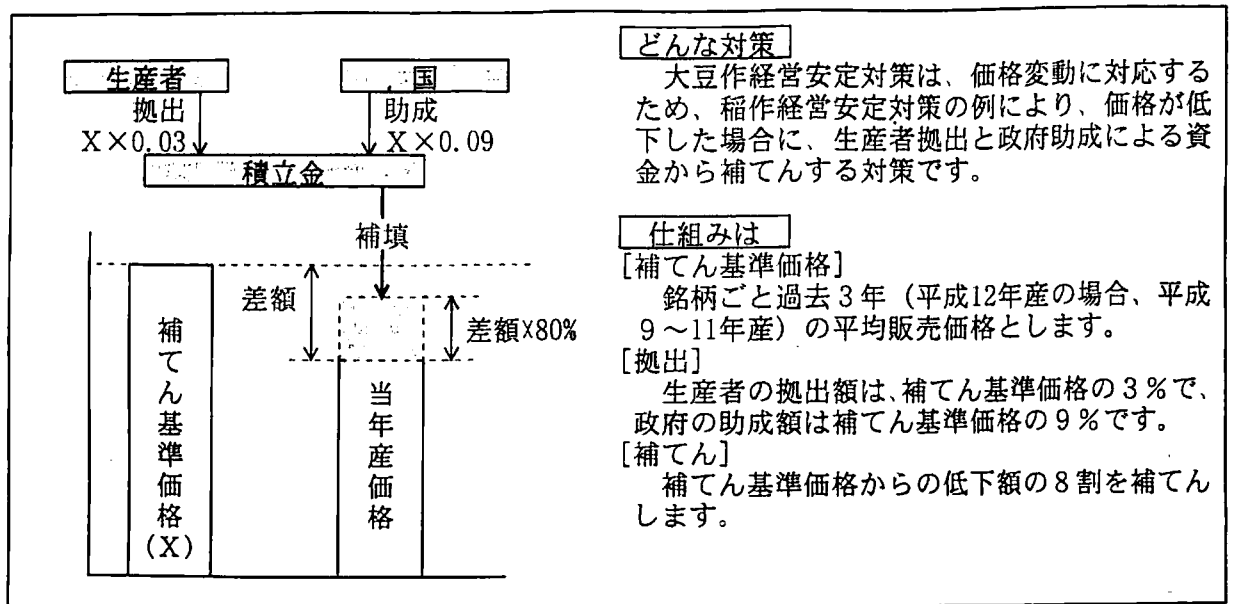 生産者
国
拠出
助成
X×0.03
X×0.09
積立金
補填
差額
差額X80%
補てん基準価格(X)
当年産価格
どんな対策
大豆作経営安定対策は、価格変動に対応する
ため、稲作経営安定対策の例により、価格が低
下した場合に、生産者拠出と政府助成による資
金から補てんする対策です。
仕組みは
[補てん基準価格]
銘柄ごと過去3年(平成12年産の場合、平成
9~11年産)の平均販売価格とします。
[拠出]
生産者の拠出額は、補てん基準価格の3%で、
政府の助成額は補てん基準価格の9%です。
[補てん]
補てん基準価格からの低下額の8割を補てん
します。